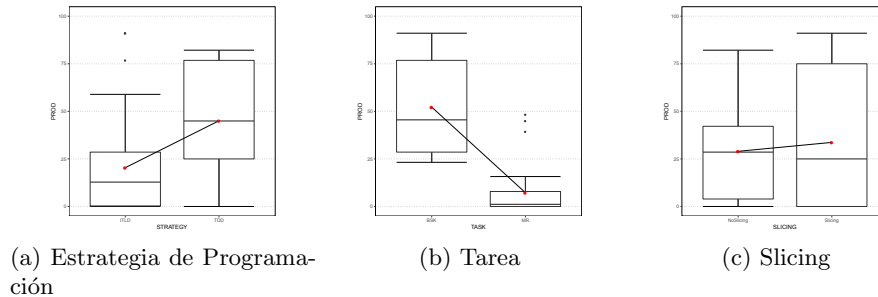 100
75
50
25
0
PROD
ITLD
TDD
STRATEGY
100
75
50
25
0
PROD
BSK
MR
TASK
100
75
50
25
0
PROD
NoSlicing
Slicing
SLICING
(a) Estrategia de Programa-
ción
(b) Tarea
(c) Slicing